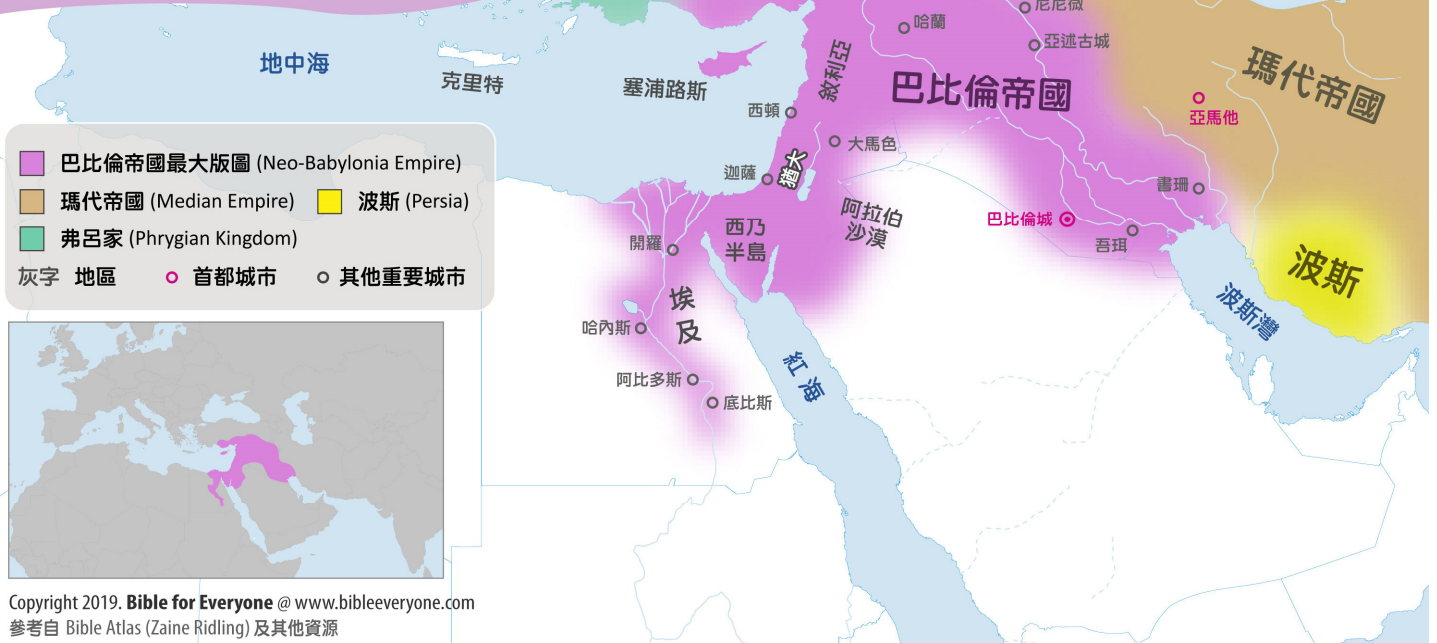 尼尼微
哈蘭
亞述古城
地中海
克里特
塞浦路斯
敘利亞
巴比倫帝國
瑪代帝國
亞馬他
西頓
大馬色
迦薩
猶大
書珊
巴比倫城
吾珥
阿拉伯
沙漠
西乃
半島
開羅
埃
及
哈內斯
阿比多斯
底比斯
紅海
波斯灣
波斯
巴比倫帝國最大版圖 (Neo-Babylonia Empire)
瑪代帝國 (Median Empire) 波斯 (Persia)
弗呂家 (Phrygian Kingdom)
灰字 地區 首都城市 其他重要城市
Copyright 2019. Bible for Everyone @ www.bibleeveryone.com
參考自 Bible Atlas (Zaine Ridling) 及其他資源